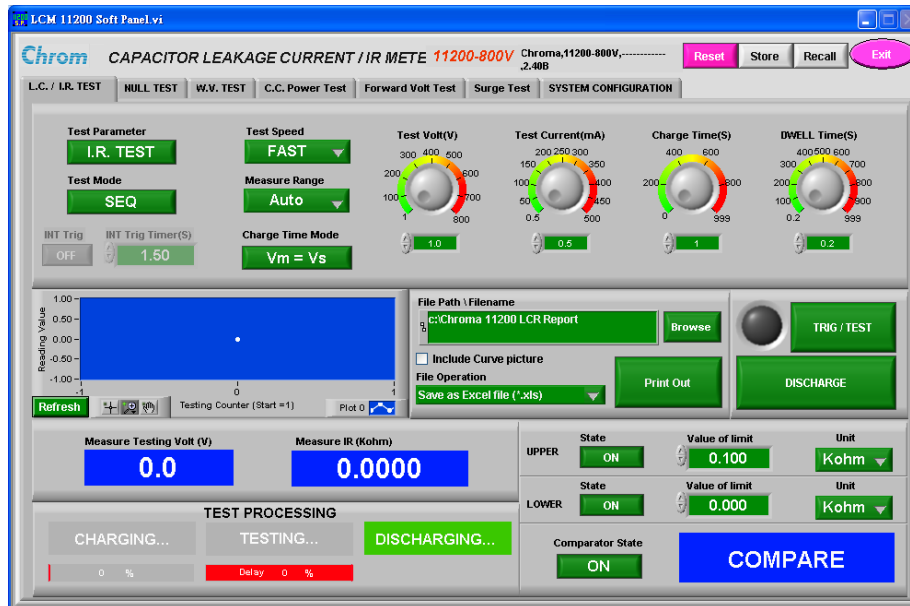 LCM 11200 Soft Panel.vi
Chrom CAPACITOR LEAKAGE CURRENT / IR METE 11200-800V Chroma,11200-800V,------------
,2.40B
Reset Store Recall Exit
L.C. / I.R. TEST NULL TEST W.V. TEST C.C. Power Test Forward Volt Test Surge Test SYSTEM CONFIGURATION
Test Parameter
I.R. TEST
Test Mode
SEQ
INT Trig INT Trig Timer(S)
OFF 1.50
Test Speed
FAST
Measure Range
Auto
Charge Time Mode
Vm = Vs
Test Volt(V)
300 400 500
200 600
100 700
1 800
1.0
Test Current(mA)
200 250 300
150 350
100 400
50 450
0.5 500
0.5
Charge Time(S)
400 600
200 800
0 999
1
DWELL Time(S)
400 500 600
300 700
200 800
100 900
0.2 999
0.2
Reading Value
1.00
0.50
0.00
-0.50
-1.00
-1 0 1
Refresh Testing Counter (Start =1) Plot 0
File Path \ Filename
c:\Chroma 11200 LCR Report
Browse
Include Curve picture
File Operation
Save as Excel file (*.xls)
Print Out
TRIG / TEST
DISCHARGE
Measure Testing Volt (V) Measure IR (Kohm)
0.0 0.0000
State Value of limit Unit
UPPER ON 0.100 Kohm
State Value of limit Unit
LOWER ON 0.000 Kohm
TEST PROCESSING
CHARGING... TESTING... DISCHARGING...
0 % Delay 0 %
Comparator State
ON
COMPARE